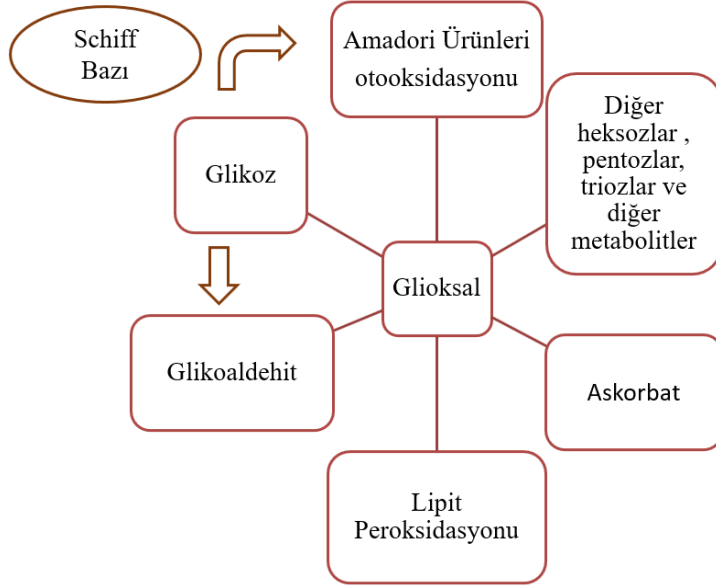 Schiff
Bazı
Amadori Ürünleri
otooksidasyonu
Diğer
heksozlar ,
pentozlar,
triozlar ve
diğer
metabolitler
Glikoz
Glioksal
Glikoaldehit
Askorbat
Lipit
Peroksidasyonu